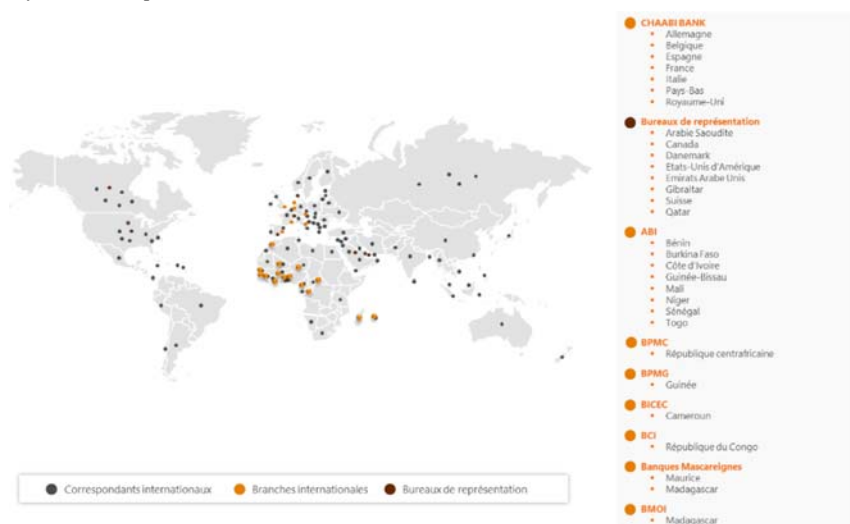 CHAABI BANK
Allemagne
Belgique
Espagne
France
Italie
Pays-Bas
Royaume-Uni
Bureaux de représentation
Arabie Saoudite
Canada
Danemark
Etats-Unis d'Amérique
Emirats Arabe Unis
Gibraltar
Suisse
Qatar
ABI
Bénin
Burkina Faso
Côte d'Ivoire
Guinée-Bissau
Mali
Niger
Sénégal
Togo
BPMC
République centrafricaine
BPMG
Guinée
BICEC
Cameroun
BCI
République du Congo
Banques Mascareignes
Maurice
Madagascar
BMOI
Madagascar
Correspondants internationaux
Branches internationales
Bureaux de représentation